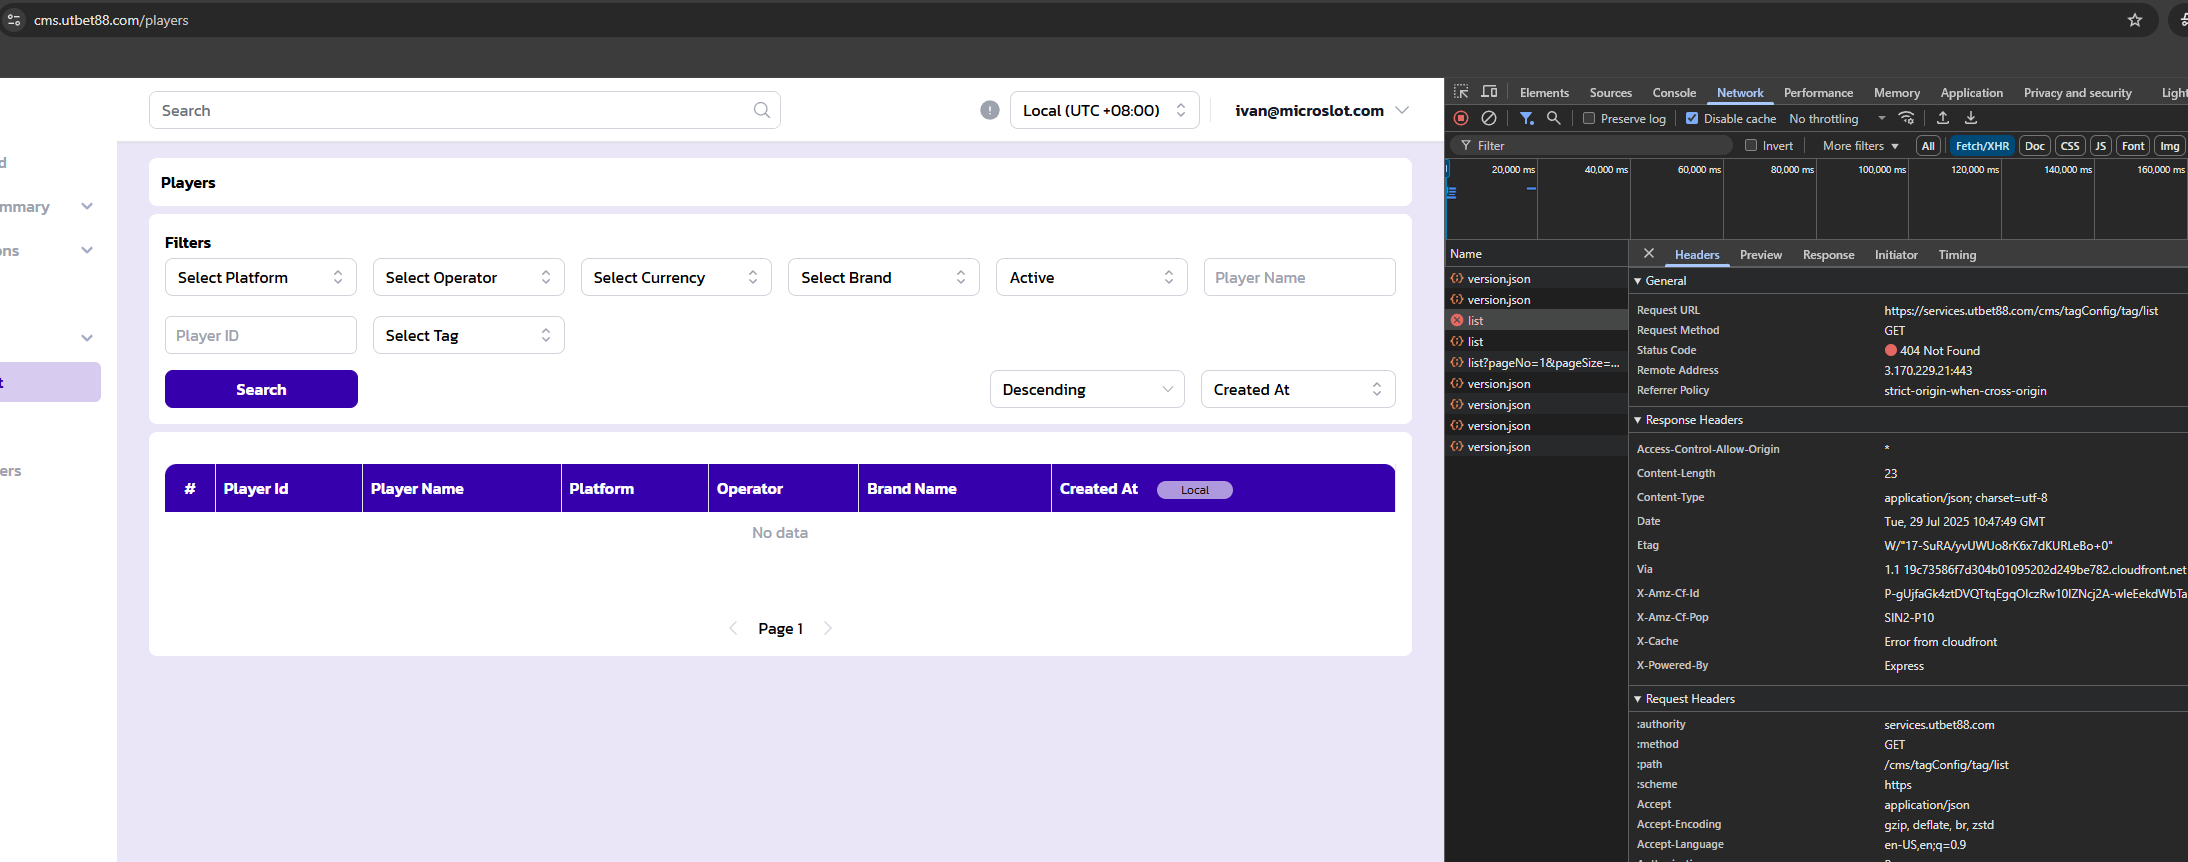 cms.utbet88.com/players
Search
Local (UTC +08:00)
ivan@microslot.com
d
mmary
ons
t
ers
Players
Filters
Select Platform
Select Operator
Select Currency
Select Brand
Active
Player Name
Player ID
Select Tag
Search
Descending
Created At
# Player Id Player Name Platform Operator Brand Name Created At Local
No data
Page 1
Elements Sources Console Network Performance Memory Application Privacy and security Light
Preserve log Disable cache No throttling
Filter Invert More filters All Fetch/XHR Doc CSS JS Font Img
20,000 ms 40,000 ms 60,000 ms 80,000 ms 100,000 ms 120,000 ms 140,000 ms 160,000 ms
Name
version.json
version.json
list
list
list?pageNo=1&pageSize=...
version.json
version.json
version.json
version.json
Headers Preview Response Initiator Timing
General
Request URL https://services.utbet88.com/cms/tagConfig/tag/list
Request Method GET
Status Code 404 Not Found
Remote Address 3.170.229.21:443
Referrer Policy strict-origin-when-cross-origin
Response Headers
Access-Control-Allow-Origin *
Content-Length 23
Content-Type application/json; charset=utf-8
Date Tue, 29 Jul 2025 10:47:49 GMT
Etag W/"17-SuRA/yvUWUo8rK6x7dKURLeBo+0"
Via 1.1 19c73586f7d304b01095202d249be782.cloudfront.net
X-Amz-Cf-Id P-gUjfaGk4ztDVQTtqEgqOIczRw10IZNcj2A-wIeEekdWbTa
X-Amz-Cf-Pop SIN2-P10
X-Cache Error from cloudfront
X-Powered-By Express
Request Headers
:authority services.utbet88.com
:method GET
:path /cms/tagConfig/tag/list
:scheme https
Accept application/json
Accept-Encoding gzip, deflate, br, zstd
Accept-Language en-US,en;q=0.9